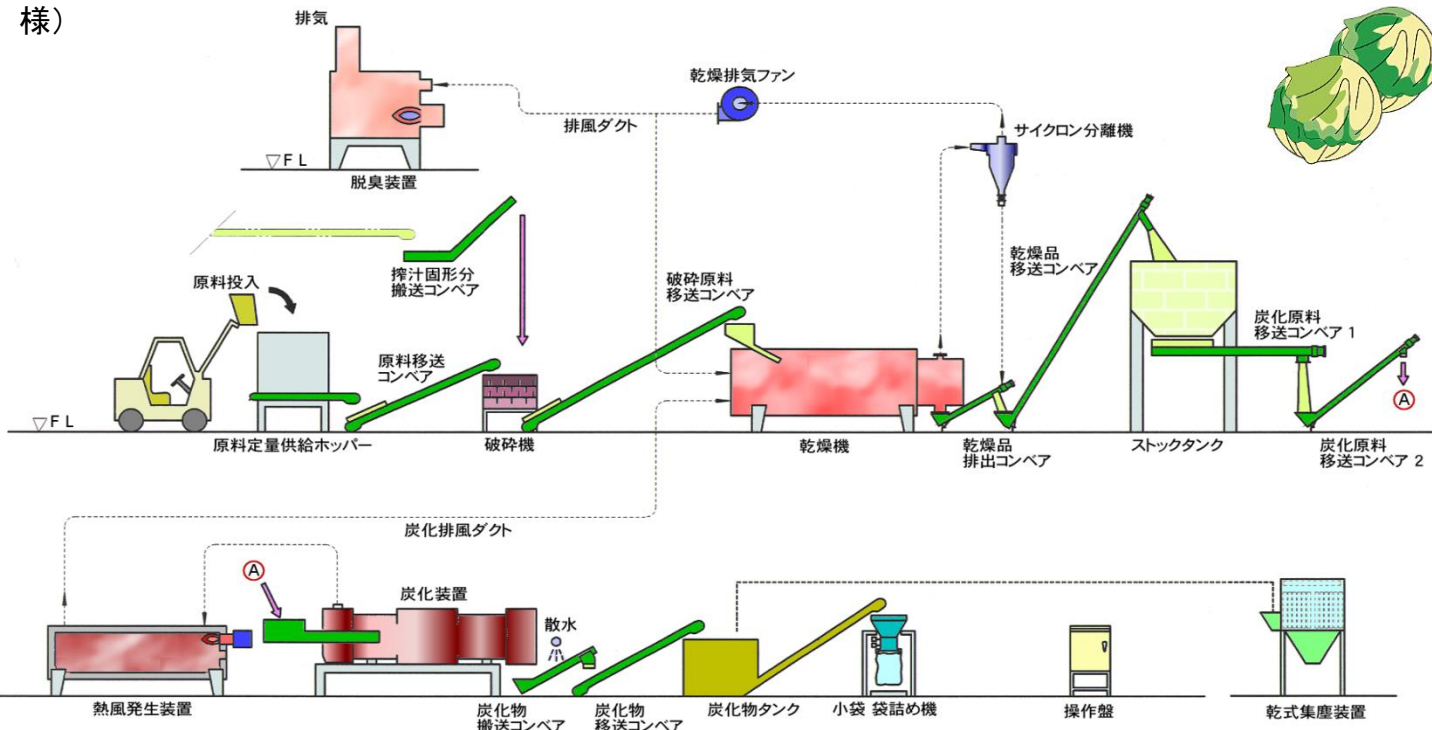 様）
排気
乾燥排気ファン
排風ダクト
サイクロン分離機
▽ＦＬ
脱臭装置
搾汁固形分
搬送コンベア
原料投入
破砕原料
移送コンベア
乾燥品
移送コンベア
原料移送
コンベア
炭化原料
移送コンベア 1
Ⓐ
▽ＦＬ
原料定量供給ホッパー
破砕機
乾燥機
乾燥品
排出コンベア
ストックタンク
炭化原料
移送コンベア 2
炭化排風ダクト
Ⓐ
炭化装置
散水
熱風発生装置
炭化物
搬送コンベア
炭化物
移送コンベア
炭化物タンク
小袋 袋詰め機
操作盤
乾式集塵装置